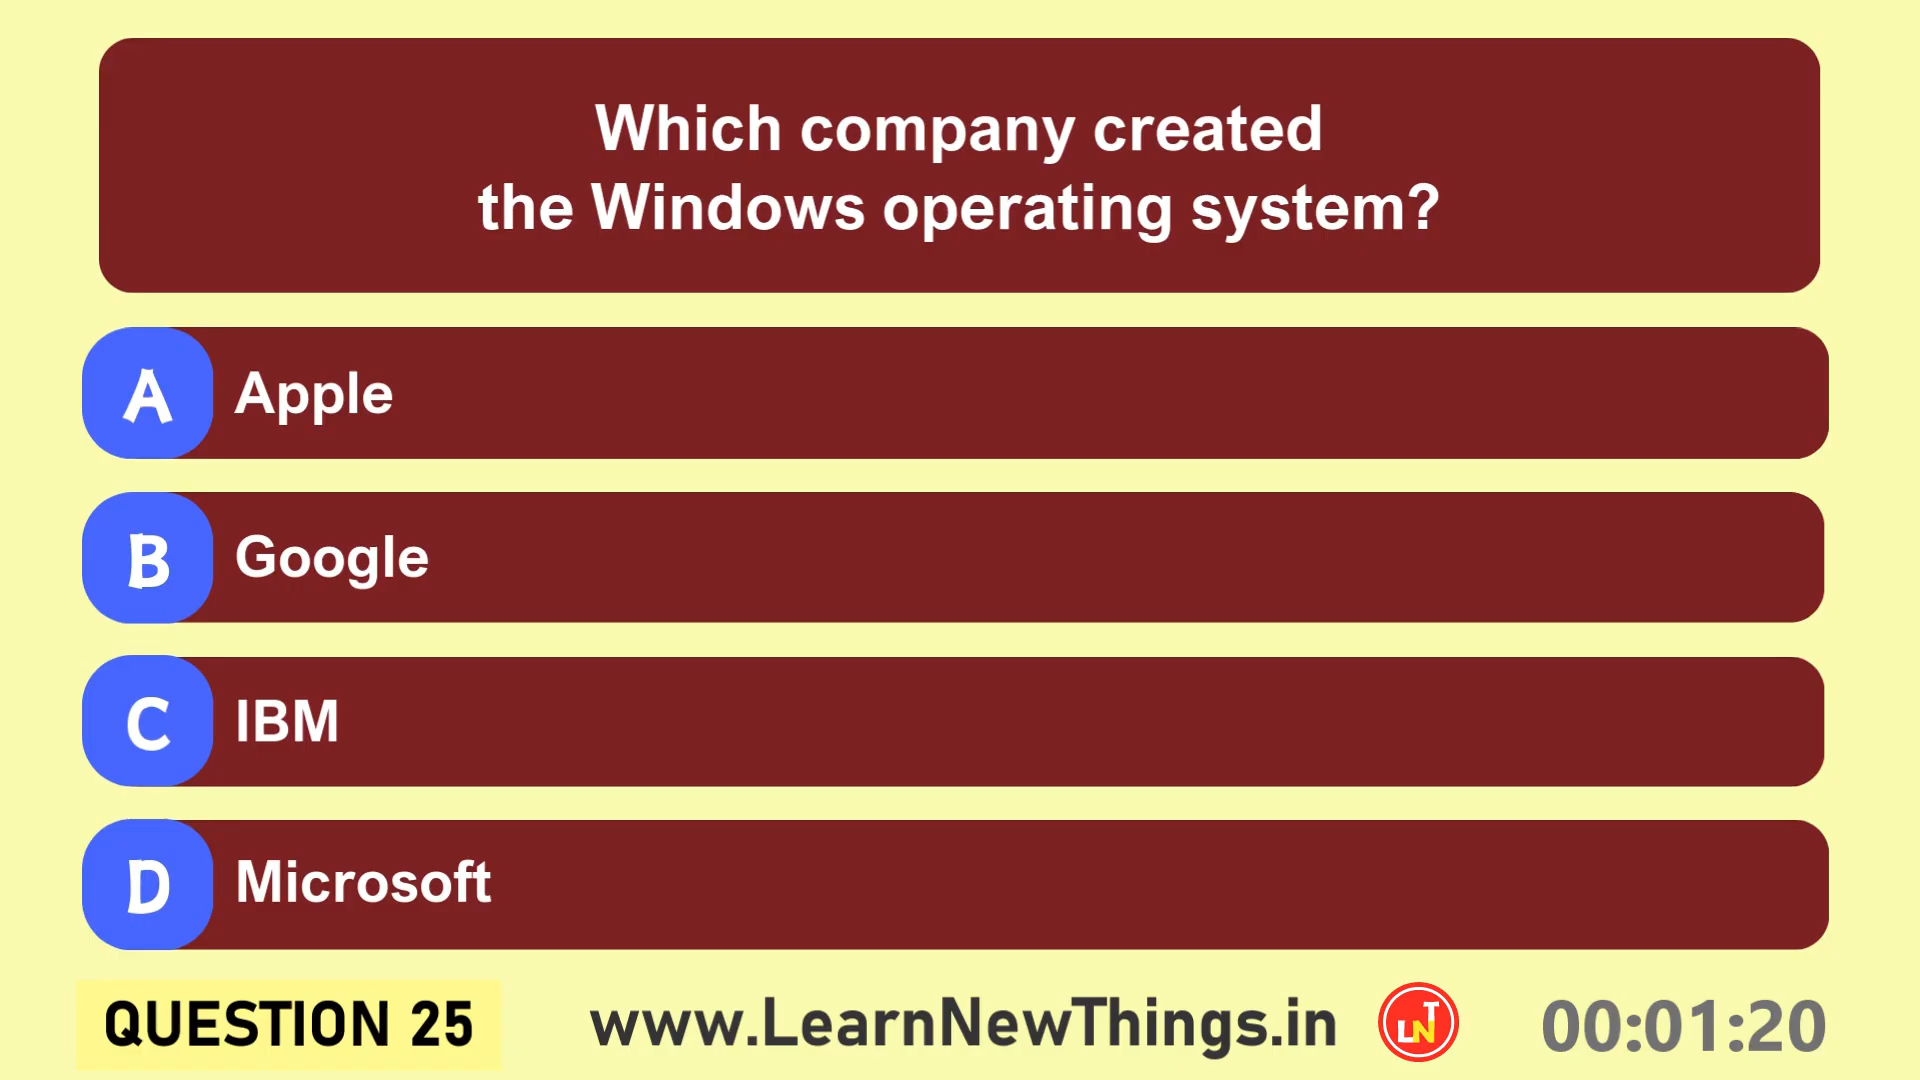 Which company created
the Windows operating system?
A Apple
B Google
C IBM
D Microsoft
QUESTION 25 www.LearnNewThings.in LNT 00:01:20